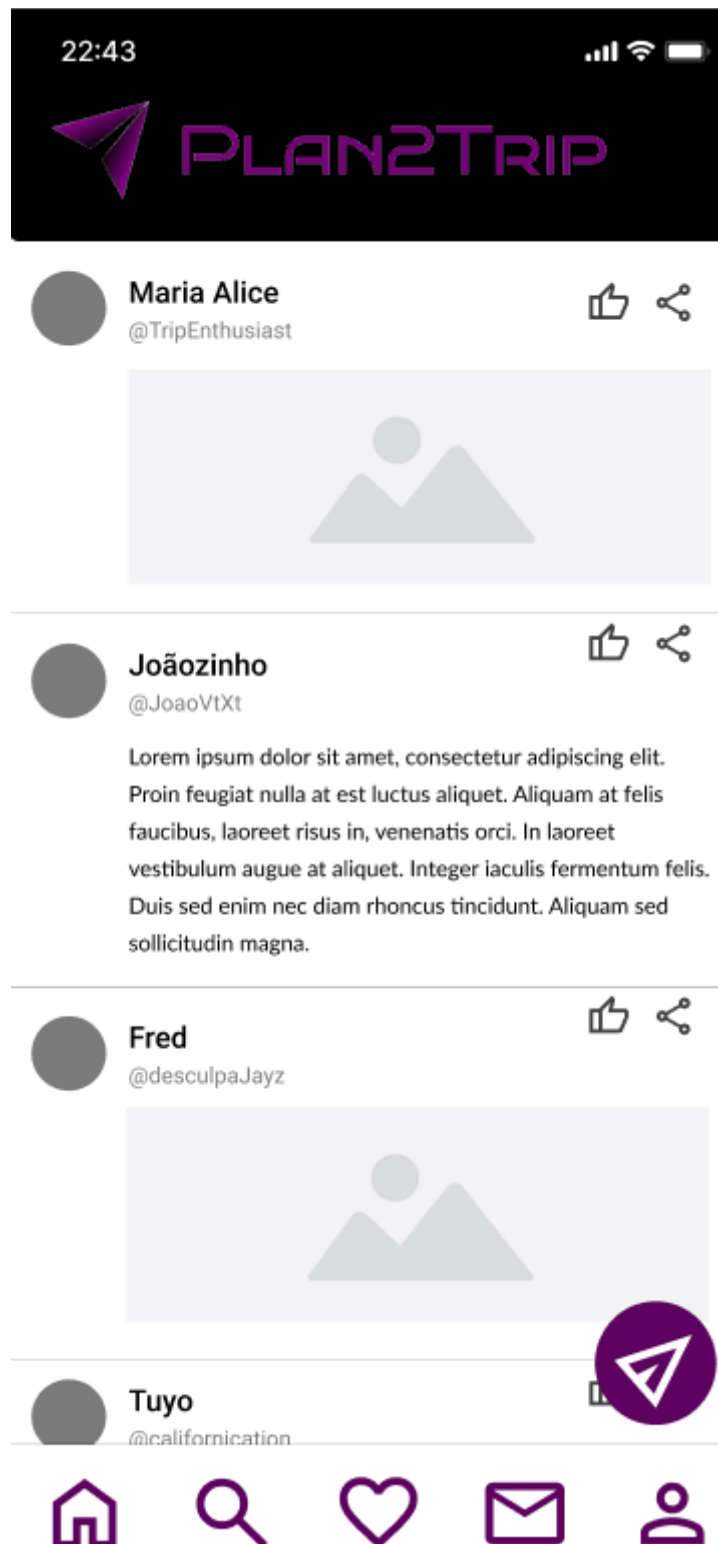 22:43
PLAN2TRIP
Maria Alice
@TripEnthusiast
Joãozinho
@JoaoVtXt
Lorem ipsum dolor sit amet, consectetur adipiscing elit.
Proin feugiat nulla at est luctus aliquet. Aliquam at felis
faucibus, laoreet risus in, venenatis orci. In laoreet
vestibulum augue at aliquet. Integer iaculis fermentum felis.
Duis sed enim nec diam rhoncus tincidunt. Aliquam sed
sollicitudin magna.
Fred
@desculpaJayz
Tuyo
@californication